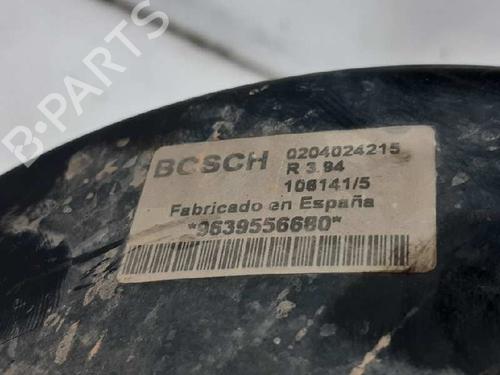 B-PARTS
BOSCH 0204024215
R 3.94
106141/5
Fabricado en España
*9639556680*